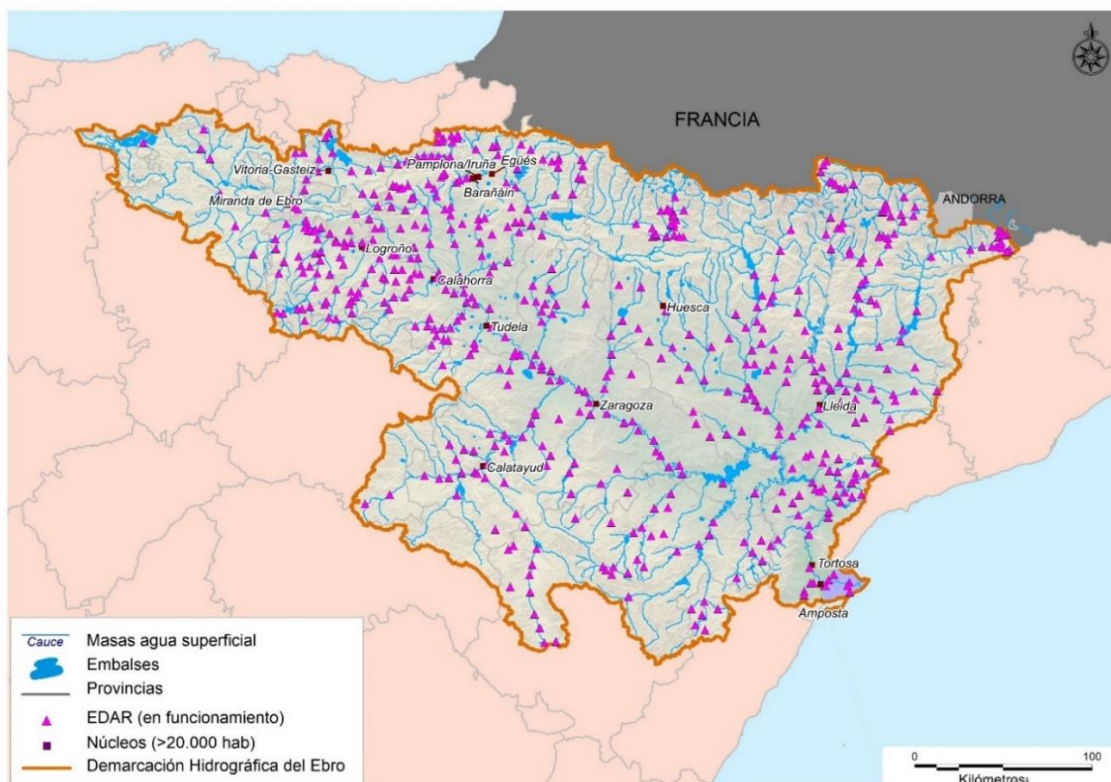 FRANCIA
ANDORRA
Vitoria-Gasteiz
Pamplona/Iruña
Egüés
Barañáin
Miranda de Ebro
Logroño
Calahorra
Tudela
Huesca
Zaragoza
Lleida
Calatayud
Tortosa
Amposta
Cauce Masas agua superficial
Embalses
Provincias
EDAR (en funcionamiento)
Núcleos (>20.000 hab)
Demarcación Hidrográfica del Ebro
0 100
Kilómetros